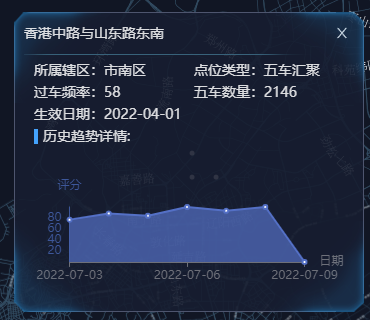 香港中路与山东路东南
所属辖区：市南区 点位类型：五车汇聚
过车频率：58 五车数量：2146
生效日期：2022-04-01
历史趋势详情:
评分
80
60
40
20
日期
2022-07-03 2022-07-06 2022-07-09